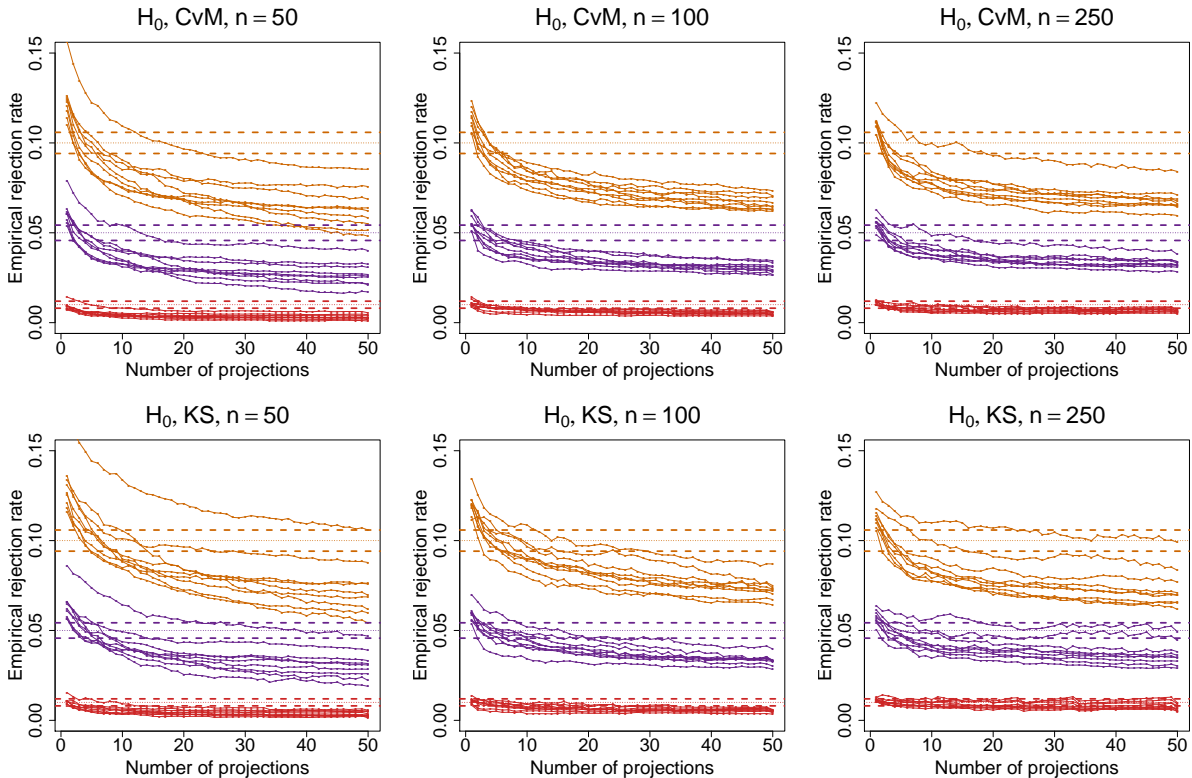 H₀, CvM, n = 50
Empirical rejection rate
0.00 0.05 0.10 0.15
0 10 20 30 40 50
Number of projections
H₀, CvM, n = 100
Empirical rejection rate
0.00 0.05 0.10 0.15
0 10 20 30 40 50
Number of projections
H₀, CvM, n = 250
Empirical rejection rate
0.00 0.05 0.10 0.15
0 10 20 30 40 50
Number of projections
H₀, KS, n = 50
Empirical rejection rate
0.00 0.05 0.10 0.15
0 10 20 30 40 50
Number of projections
H₀, KS, n = 100
Empirical rejection rate
0.00 0.05 0.10 0.15
0 10 20 30 40 50
Number of projections
H₀, KS, n = 250
Empirical rejection rate
0.00 0.05 0.10 0.15
0 10 20 30 40 50
Number of projections